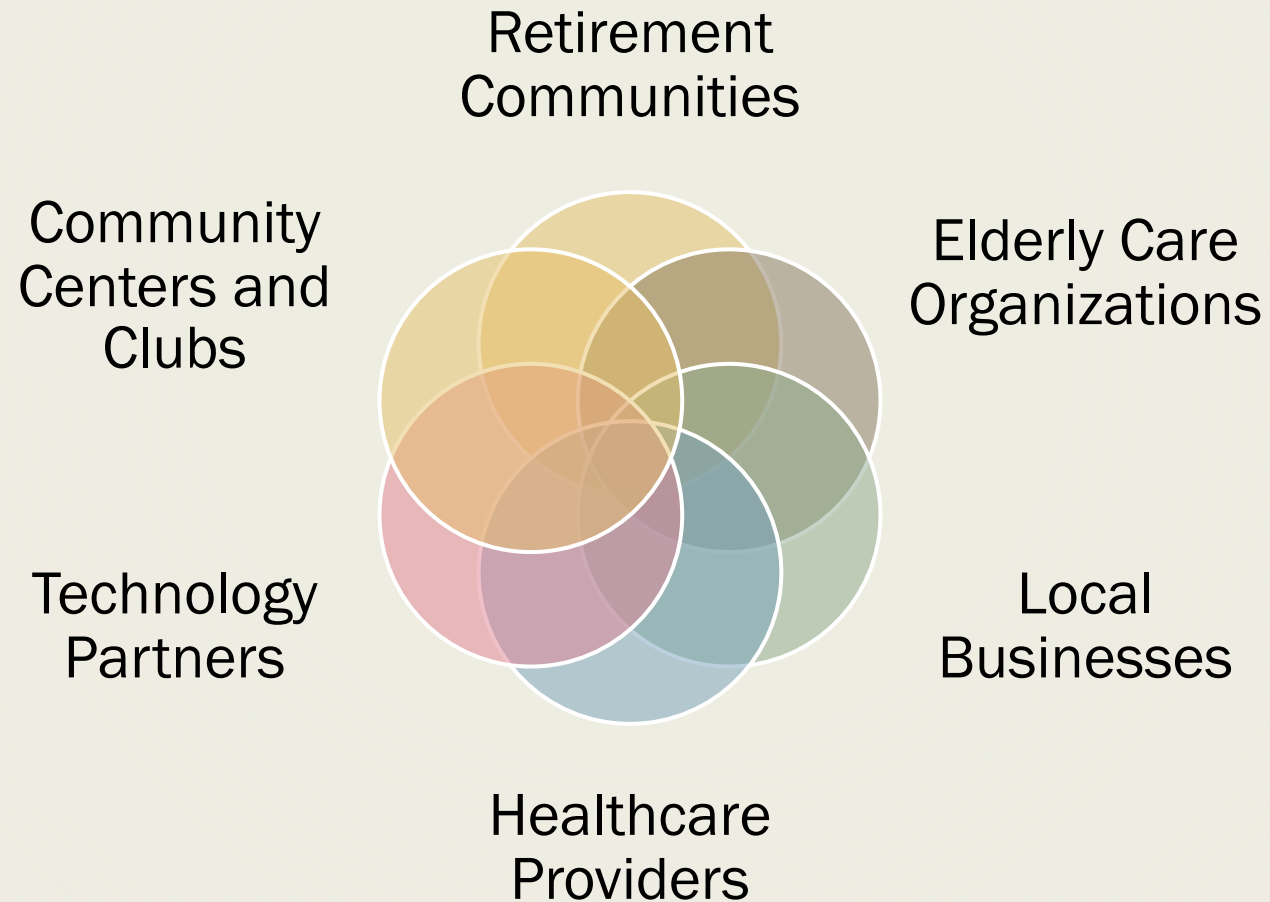 Retirement
Communities
Community
Centers and
Clubs
Elderly Care
Organizations
Technology
Partners
Local
Businesses
Healthcare
Providers